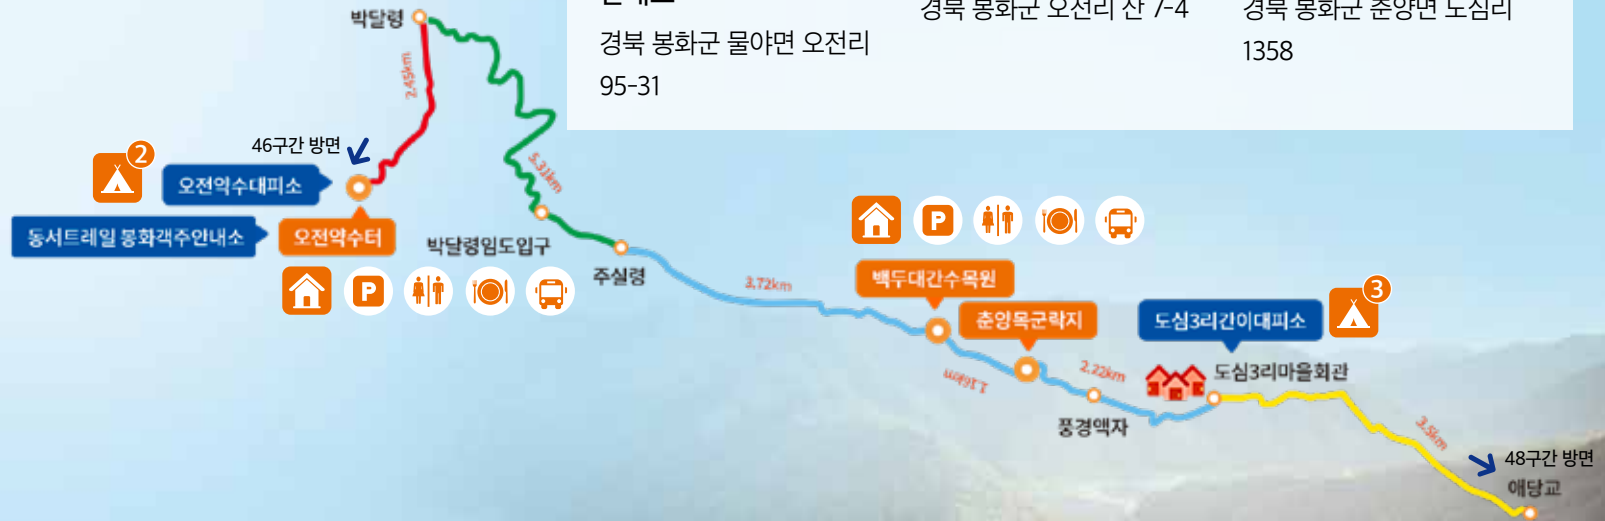 경북 봉화군 물야면 오전리
95-31
경북 봉화군 오전리 산 7-4
경북 봉화군 춘양면 도심리
1358
박달령
2.45km
46구간 방면
2
오전약수대피소
동서트레일 봉화객주안내소
오전약수터
P
5.31km
박달령임도입구
주실령
3.72km
P
백두대간수목원
춘양목군락지
1.16km
2.22km
풍경액자
도심3리간이대피소
3
도심3리마을회관
3.5km
48구간 방면
애당교